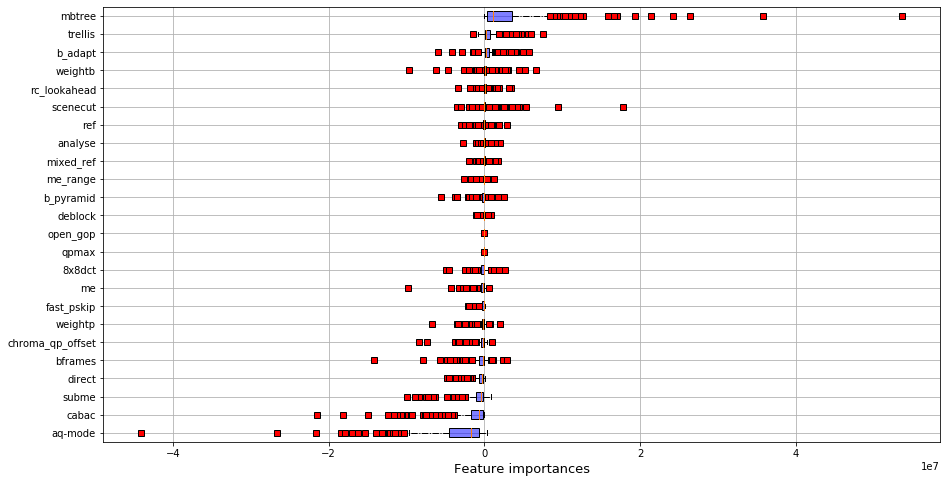 mbtree
trellis
b_adapt
weightb
rc_lookahead
scenecut
ref
analyse
mixed_ref
me_range
b_pyramid
deblock
open_gop
qpmax
8x8dct
me
fast_pskip
weightp
chroma_qp_offset
bframes
direct
subme
cabac
aq-mode
−4 −2 0 2 4
1e7
Feature importances